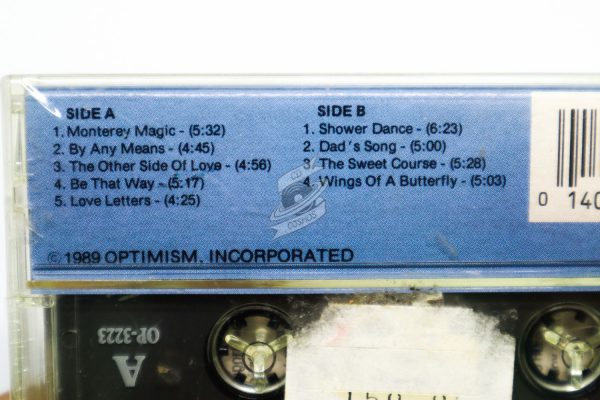 SIDE A
1. Monterey Magic - (5:32)
2. By Any Means - (4:45)
3. The Other Side Of Love - (4:56)
4. Be That Way - (5:17)
5. Love Letters - (4:25)
SIDE B
1. Shower Dance - (6:23)
2. Dad's Song - (5:00)
3. The Sweet Course - (5:28)
4. Wings Of A Butterfly - (5:03)
© 1989 OPTIMISM, INCORPORATED
0 140
CD
COSMOS
OP-3223
A